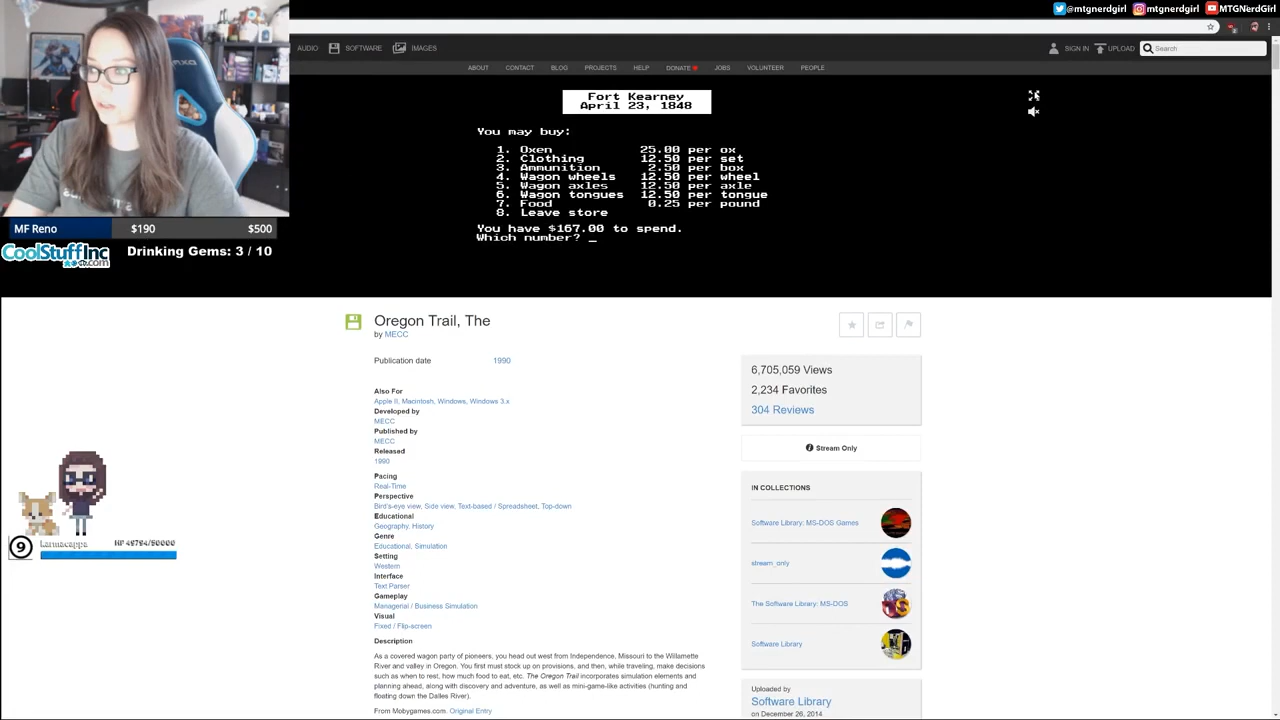 @mtgnerdgirl @mtgnerdgirl MTGNerdGirl
AUDIO SOFTWARE IMAGES
SIGN IN UPLOAD Search
ABOUT CONTACT BLOG PROJECTS HELP DONATE JOBS VOLUNTEER PEOPLE
Fort Kearney
April 23, 1848
You may buy:
1. Oxen 25.00 per ox
2. Clothing 12.50 per set
3. Ammunition 2.50 per box
4. Wagon wheels 12.50 per wheel
5. Wagon axles 12.50 per axle
6. Wagon tongues 12.50 per tongue
7. Food 0.25 per pound
8. Leave store
You have $167.00 to spend.
Which number? _
MF Reno $190 $500
CoolStuffInc.com
Drinking Gems: 3 / 10
Oregon Trail, The
by MECC
Publication date 1990
Also For
Apple II, Macintosh, Windows, Windows 3.x
Developed by
MECC
Published by
MECC
Released
1990
Pacing
Real-Time
Perspective
Bird's-eye view, Side view, Text-based / Spreadsheet, Top-down
Educational
Geography, History
Genre
Educational, Simulation
Setting
Western
Interface
Text Parser
Gameplay
Managerial / Business Simulation
Visual
Fixed / Flip-screen
Description
As a covered wagon party of pioneers, you head out west from Independence, Missouri to the Willamette
River and valley in Oregon. You first must stock up on provisions, and then, while traveling, make decisions
such as when to rest, how much food to eat, etc. The Oregon Trail incorporates simulation elements and
planning ahead, along with discovery and adventure, as well as mini-game-like activities (hunting and
floating down the Dalles River).
From Mobygames.com. Original Entry
6,705,059 Views
2,234 Favorites
304 Reviews
Stream Only
IN COLLECTIONS
Software Library: MS-DOS Games
stream_only
The Software Library: MS-DOS
Software Library
Uploaded by
Software Library
on December 26, 2014
9
HP 49794/50000